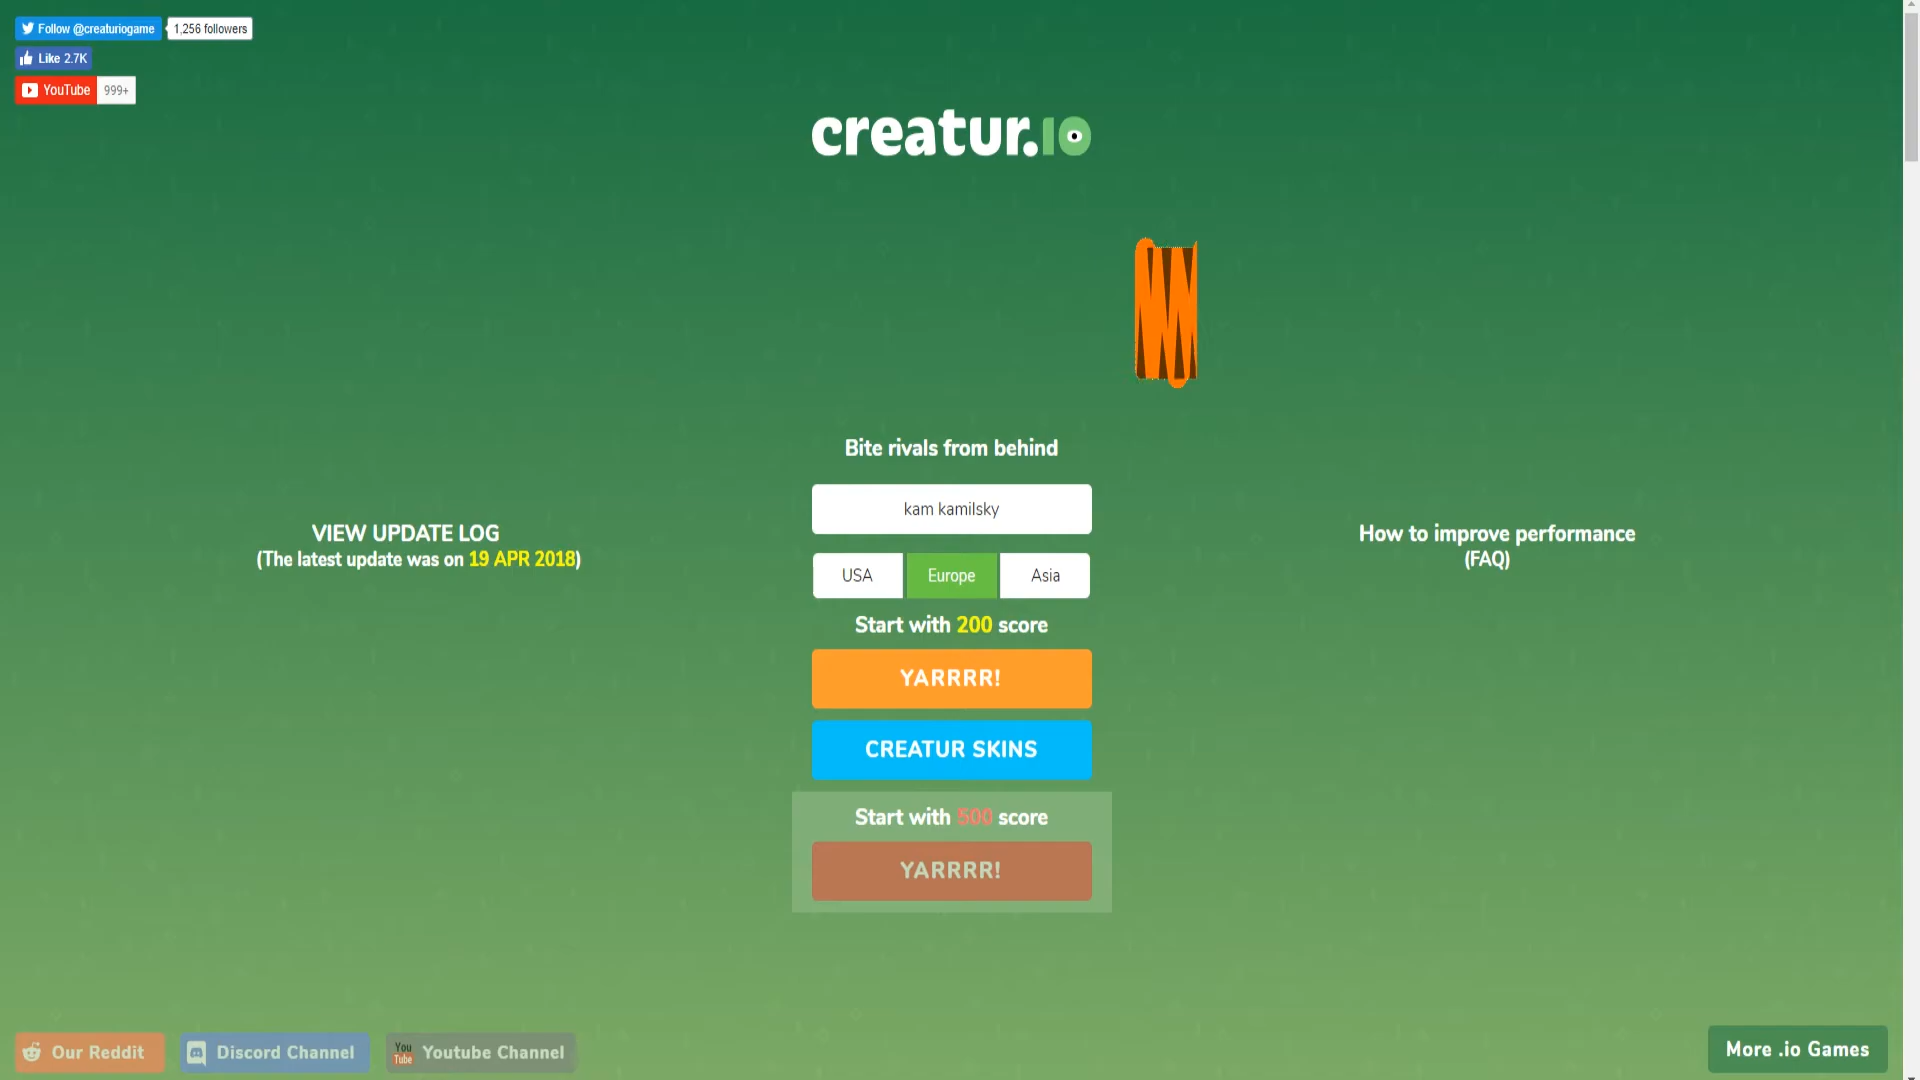 Follow @creaturiogame
1,256 followers
Like 2.7K
YouTube
999+
creatur.io
Bite rivals from behind
kam kamilsky
VIEW UPDATE LOG
(The latest update was on 19 APR 2018)
How to improve performance
(FAQ)
USA
Europe
Asia
Start with 200 score
YARRRR!
CREATUR SKINS
Start with 500 score
YARRRR!
Our Reddit
Discord Channel
You
Tube
Youtube Channel
More .io Games